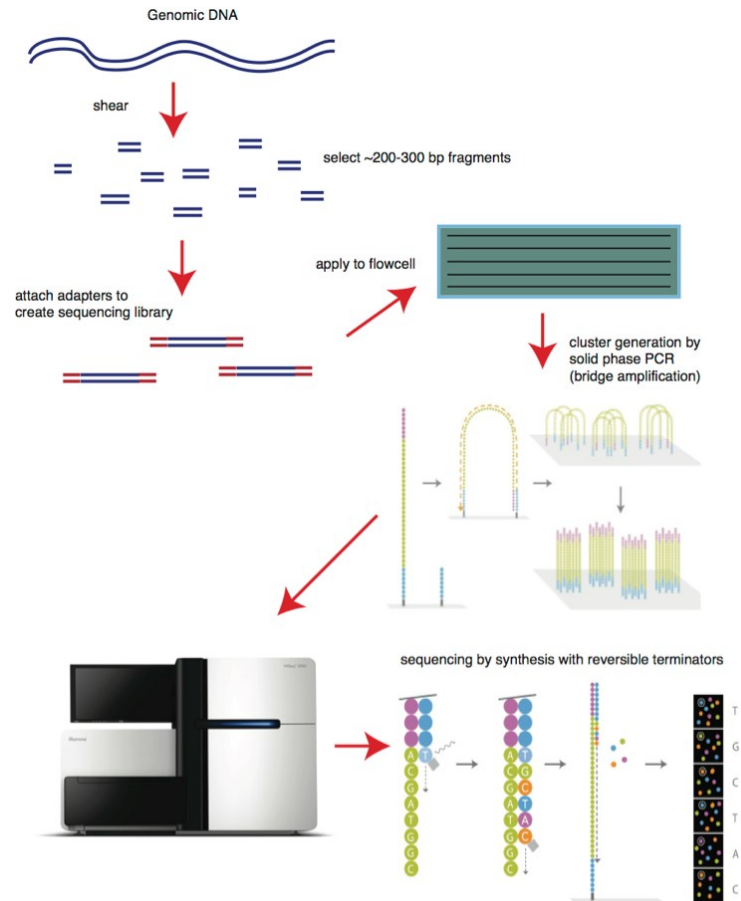 Genomic DNA
shear
select ~200-300 bp fragments
attach adapters to
create sequencing library
apply to flowcell
cluster generation by
solid phase PCR
(bridge amplification)
sequencing by synthesis with reversible terminators
A T
C
G
A
T
G
G
C
A T
C G
G C
A T
T A
G C
G
C
T
G
C
T
A
C